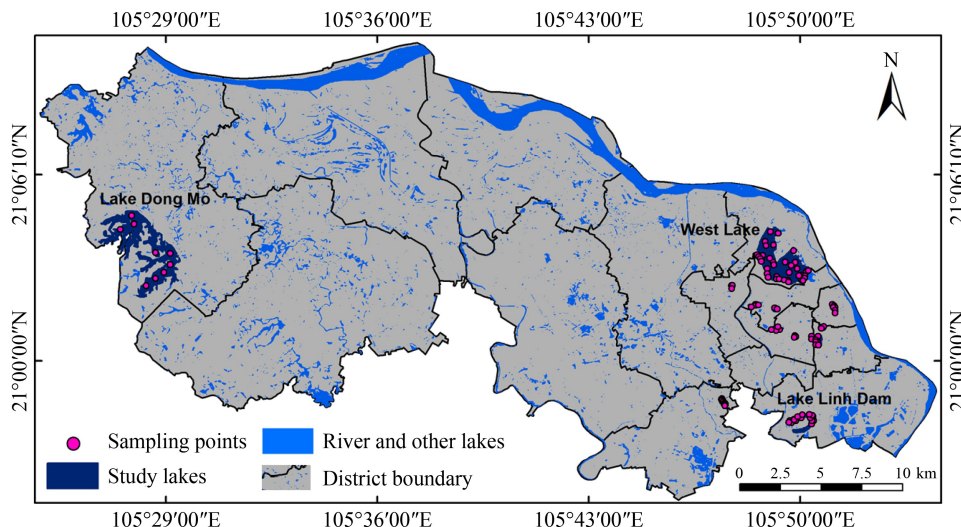 105°29′00″E 105°36′00″E 105°43′00″E 105°50′00″E
N
21°06′10″N
21°06′10″N
Lake Dong Mo
West Lake
21°00′00″N
21°00′00″N
Lake Linh Dam
Sampling points
River and other lakes
Study lakes
District boundary
0 2.5 5 10 km
105°29′00″E 105°36′00″E 105°43′00″E 105°50′00″E